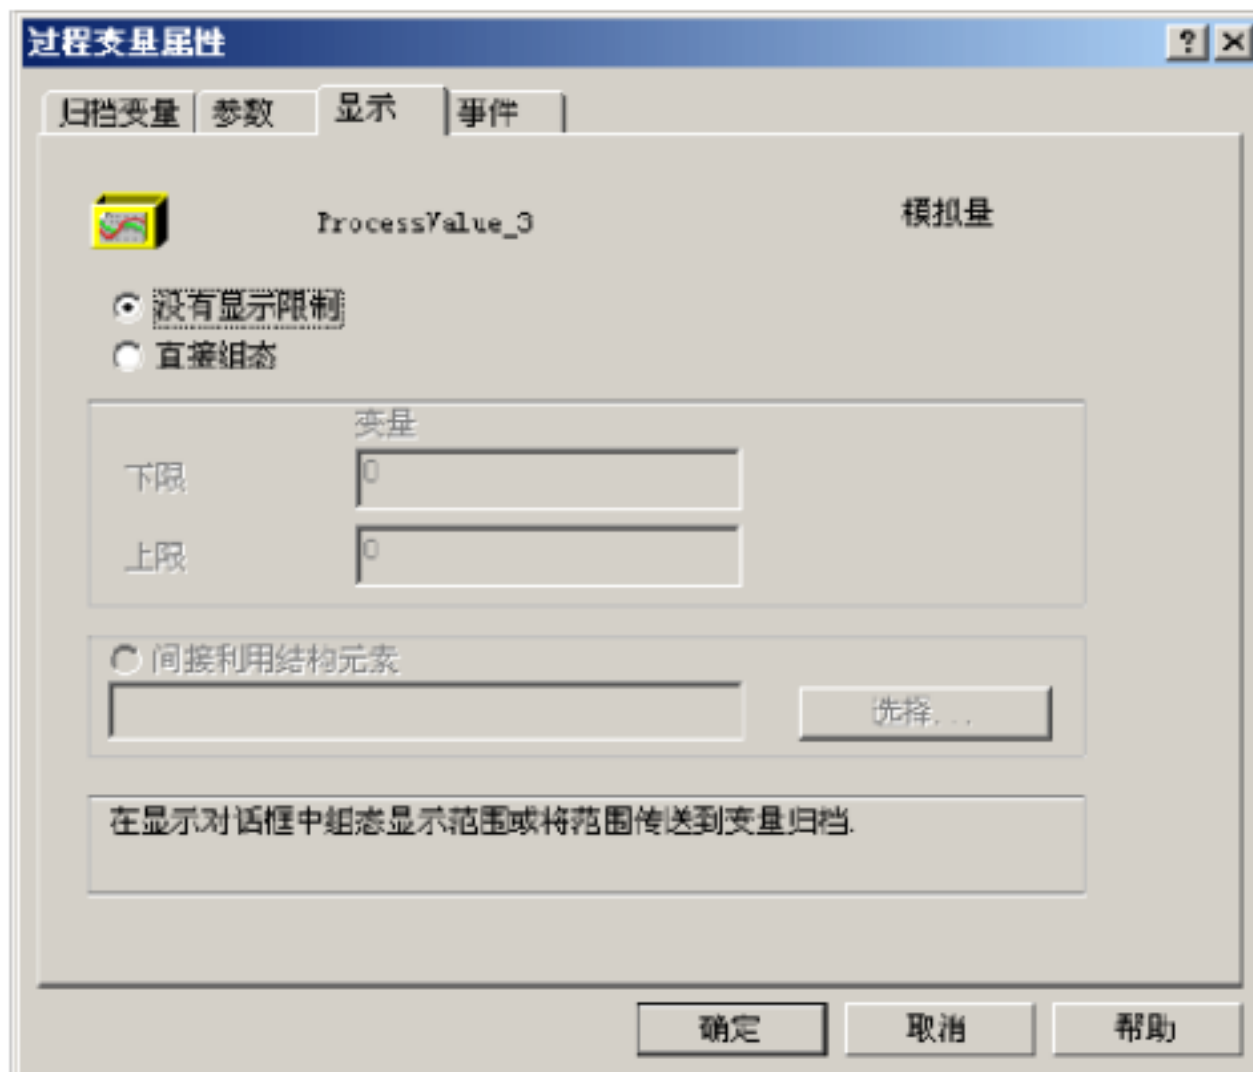 过程变量属性
归档变量 参数 显示 事件
ProcessValue_3 模拟量
没有显示限制
直接组态
变量
下限 0
上限 0
间接利用结构元素
选择...
在显示对话框中组态显示范围或将范围传送到变量归档.
确定 取消 帮助